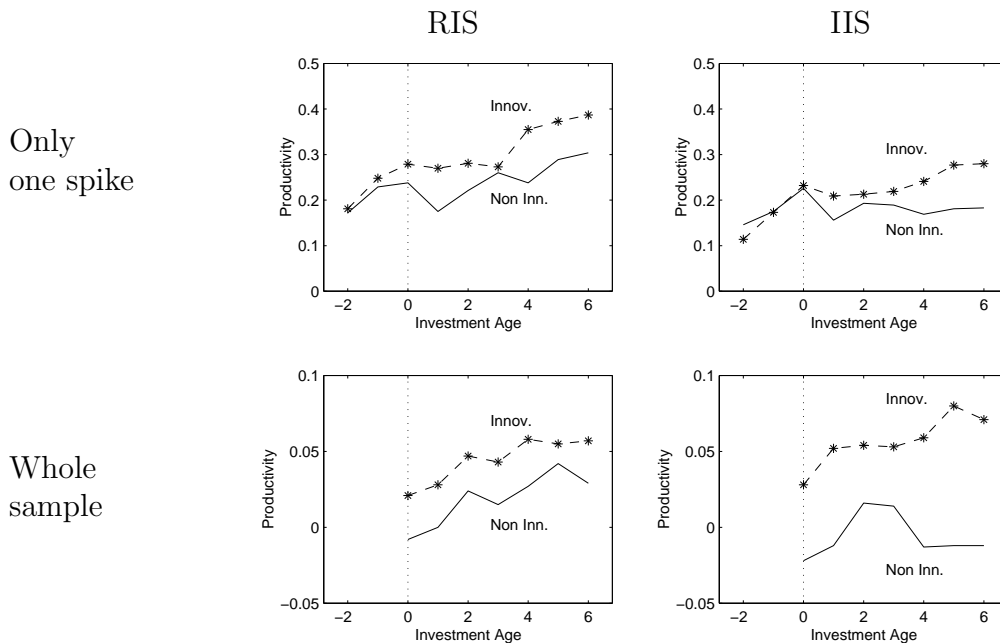 RIS
IIS
Only
one spike
0.5
0.4
0.3
0.2
0.1
0
Productivity
Innov.
Non Inn.
−2 0 2 4 6
Investment Age
0.5
0.4
0.3
0.2
0.1
0
Productivity
Innov.
Non Inn.
−2 0 2 4 6
Investment Age
Whole
sample
0.1
0.05
0
−0.05
Productivity
Innov.
Non Inn.
−2 0 2 4 6
Investment Age
0.1
0.05
0
−0.05
Productivity
Innov.
Non Inn.
−2 0 2 4 6
Investment Age